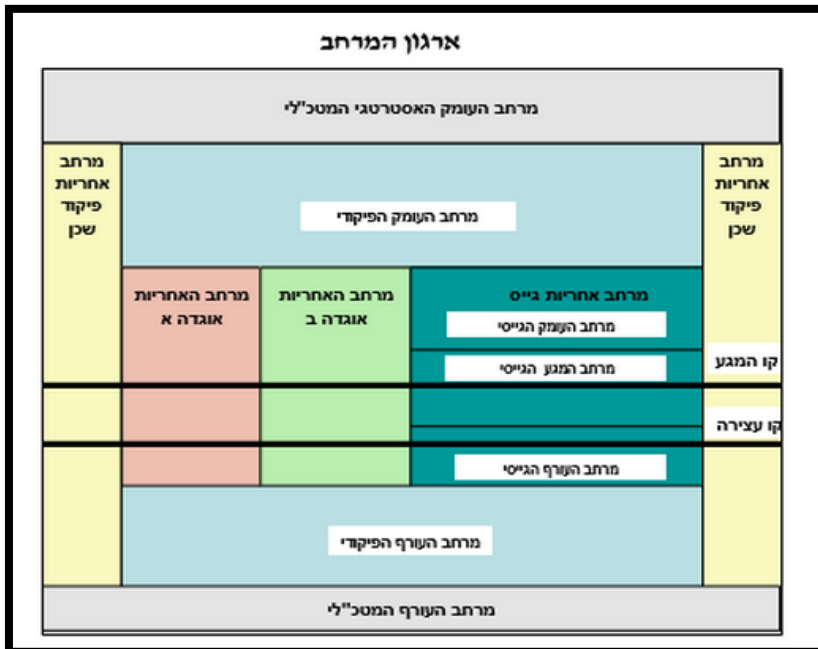 ארגון המרחב
מרחב העומק האסטרטגי המטכ"לי
מרחב
אחריות
פיקוד
שכן
מרחב העומק הפיקודי
מרחב
אחריות
פיקוד
שכן
מרחב אחריות גייס
מרחב העומק הגייסי
מרחב המגע הגייסי
מרחב האחריות
אוגדה ב
מרחב האחריות
אוגדה א
קו המגע
קו עצירה
מרחב העורף הגייסי
מרחב העורף הפיקודי
מרחב העורף המטכ"לי